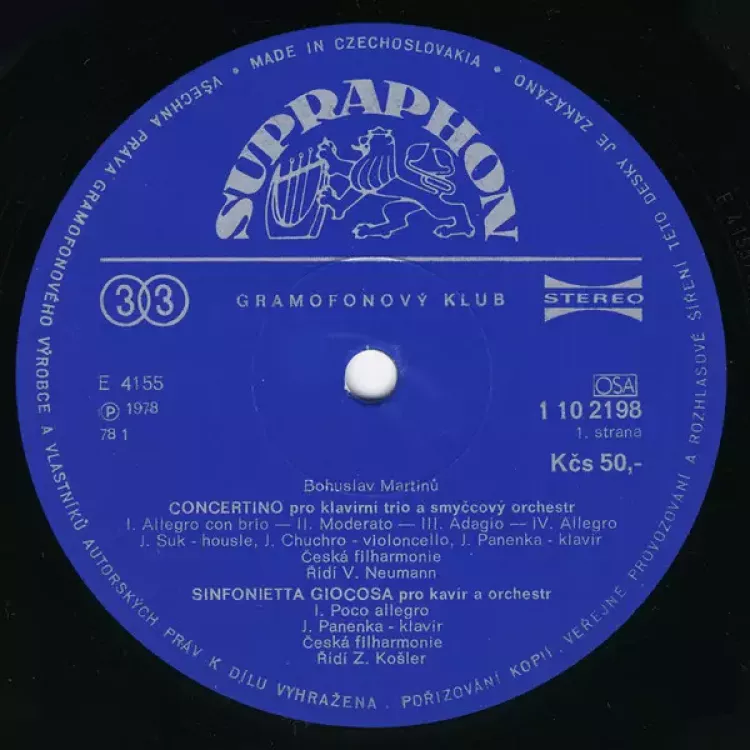 VŠECHNA PRÁVA GRAMOFONOVÉHO VÝROBCE A VLASTNÍKŮ AUTORSKÝCH PRÁV K DÍLU VYHRAŽENA. POŘIZOVÁNÍ KOPIÍ. VEŘEJNÉ PROVOZOVÁNÍ A ROZHLASOVÉ ŠÍŘENÍ TÉTO DESKY JE ZAKÁZÁNO • MADE IN CZECHOSLOVAKIA •
SUPRAPHON
33
GRAMOFONOVÝ KLUB
STEREO
E 4155
OSA
Ⓟ 1978
1 10 2198
78 1
1. strana
Kčs 50,-
Bohuslav Martinů
CONCERTINO pro klavírní trio a smyčcový orchestr
I. Allegro con brio — II. Moderato — III. Adagio — IV. Allegro
J. Suk - housle, J. Chuchro - violoncello, J. Panenka - klavír
Česká filharmonie
Řídí V. Neumann
SINFONIETTA GIOCOSA pro kavír a orchestr
I. Poco allegro
J. Panenka - klavír
Česká filharmonie
Řídí Z. Košler